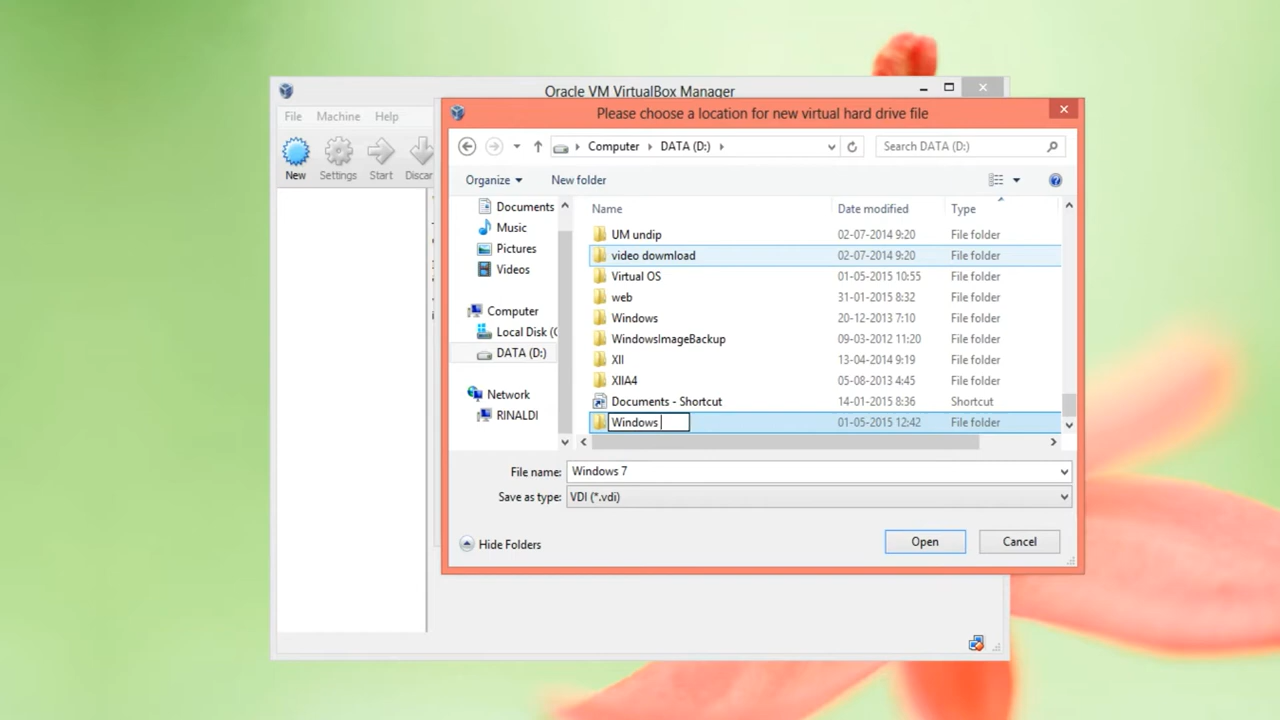 Oracle VM VirtualBox Manager
Please choose a location for new virtual hard drive file
File Machine Help
New Settings Start Discar
Computer DATA (D:)
Search DATA (D:)
Organize New folder
Name Date modified Type
Documents
Music
Pictures
Videos
Computer
Local Disk (C
DATA (D:)
Network
RINALDI
UM undip 02-07-2014 9:20 File folder
video dowmload 02-07-2014 9:20 File folder
Virtual OS 01-05-2015 10:55 File folder
web 31-01-2015 8:32 File folder
Windows 20-12-2013 7:10 File folder
WindowsImageBackup 09-03-2012 11:20 File folder
XII 13-04-2014 9:19 File folder
XIIA4 05-08-2013 4:45 File folder
Documents - Shortcut 14-01-2015 8:36 Shortcut
Windows 01-05-2015 12:42 File folder
File name: Windows 7
Save as type: VDI (*.vdi)
Hide Folders
Open Cancel